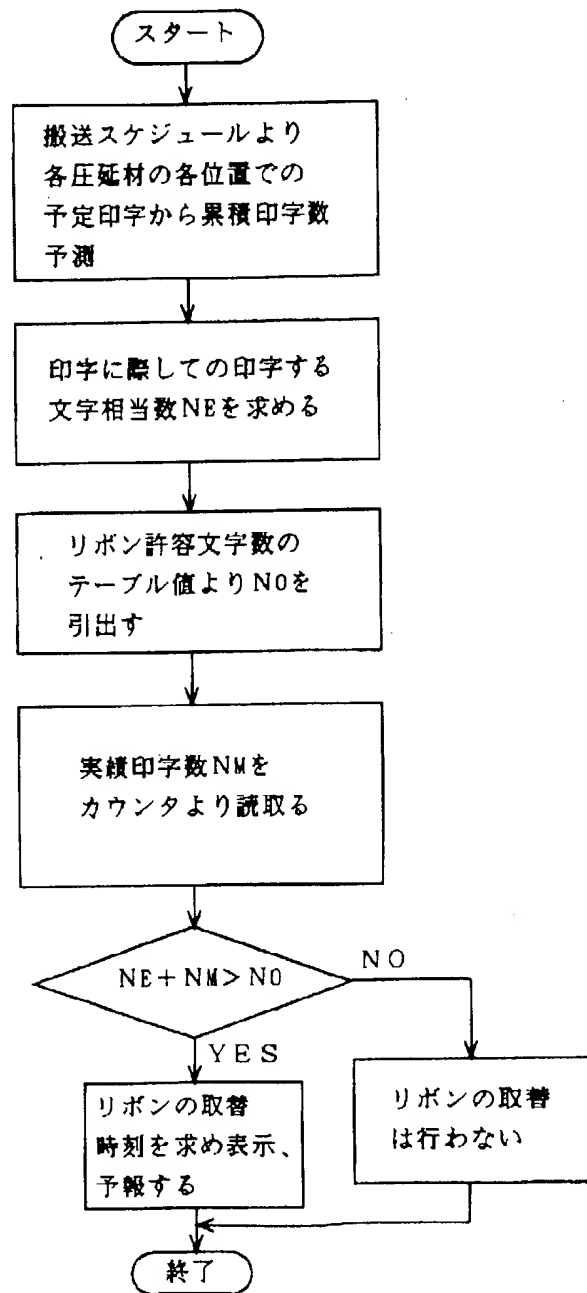 スタート
搬送スケジュールより
各圧延材の各位置での
予定印字から累積印字数
予測
印字に際しての印字する
文字相当数NEを求める
リボン許容文字数の
テーブル値よりN0を
引出す
実績印字数NMを
カウンタより読取る
NE+NM>N0
NO
YES
リボンの取替
時刻を求め表示、
予報する
リボンの取替
は行わない
終了